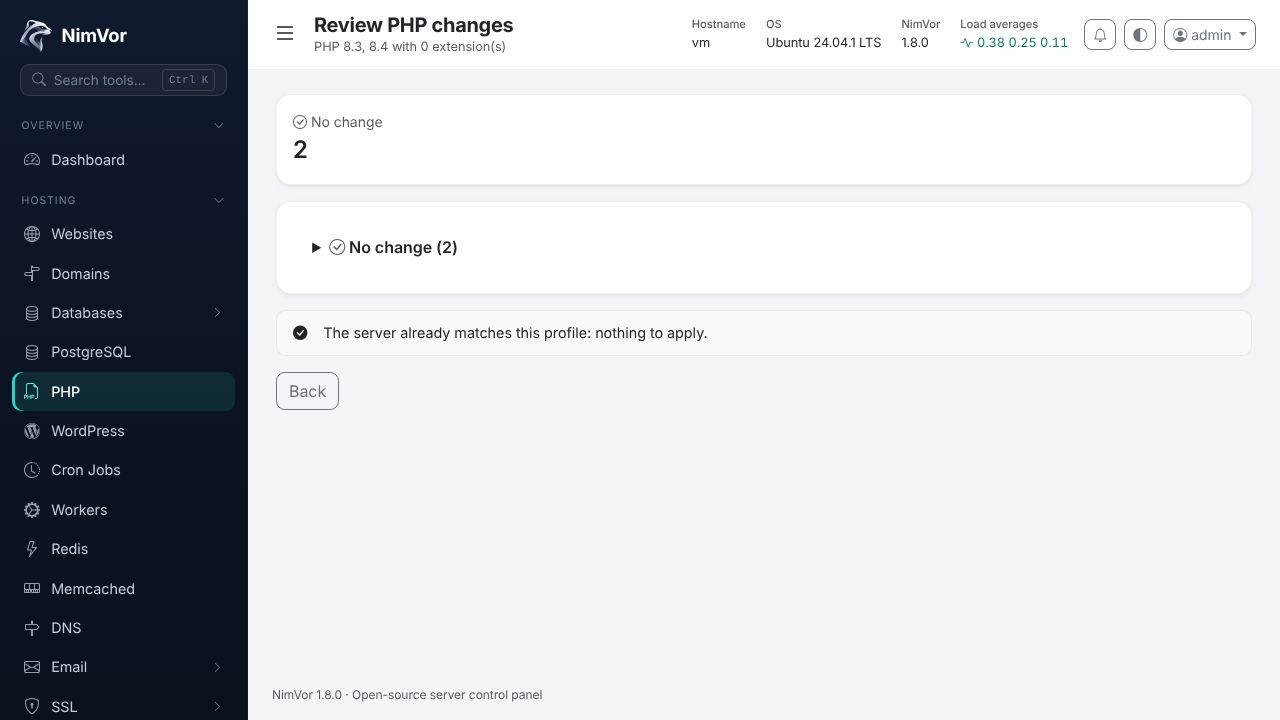 NimVor
Search tools...
Ctrl K
OVERVIEW
Dashboard
HOSTING
Websites
Domains
Databases
PostgreSQL
PHP
WordPress
Cron Jobs
Workers
Redis
Memcached
DNS
Email
SSL
Review PHP changes
PHP 8.3, 8.4 with 0 extension(s)
Hostname
vm
OS
Ubuntu 24.04.1 LTS
NimVor
1.8.0
Load averages
0.38 0.25 0.11
admin
No change
2
No change (2)
The server already matches this profile: nothing to apply.
Back
NimVor 1.8.0 · Open-source server control panel